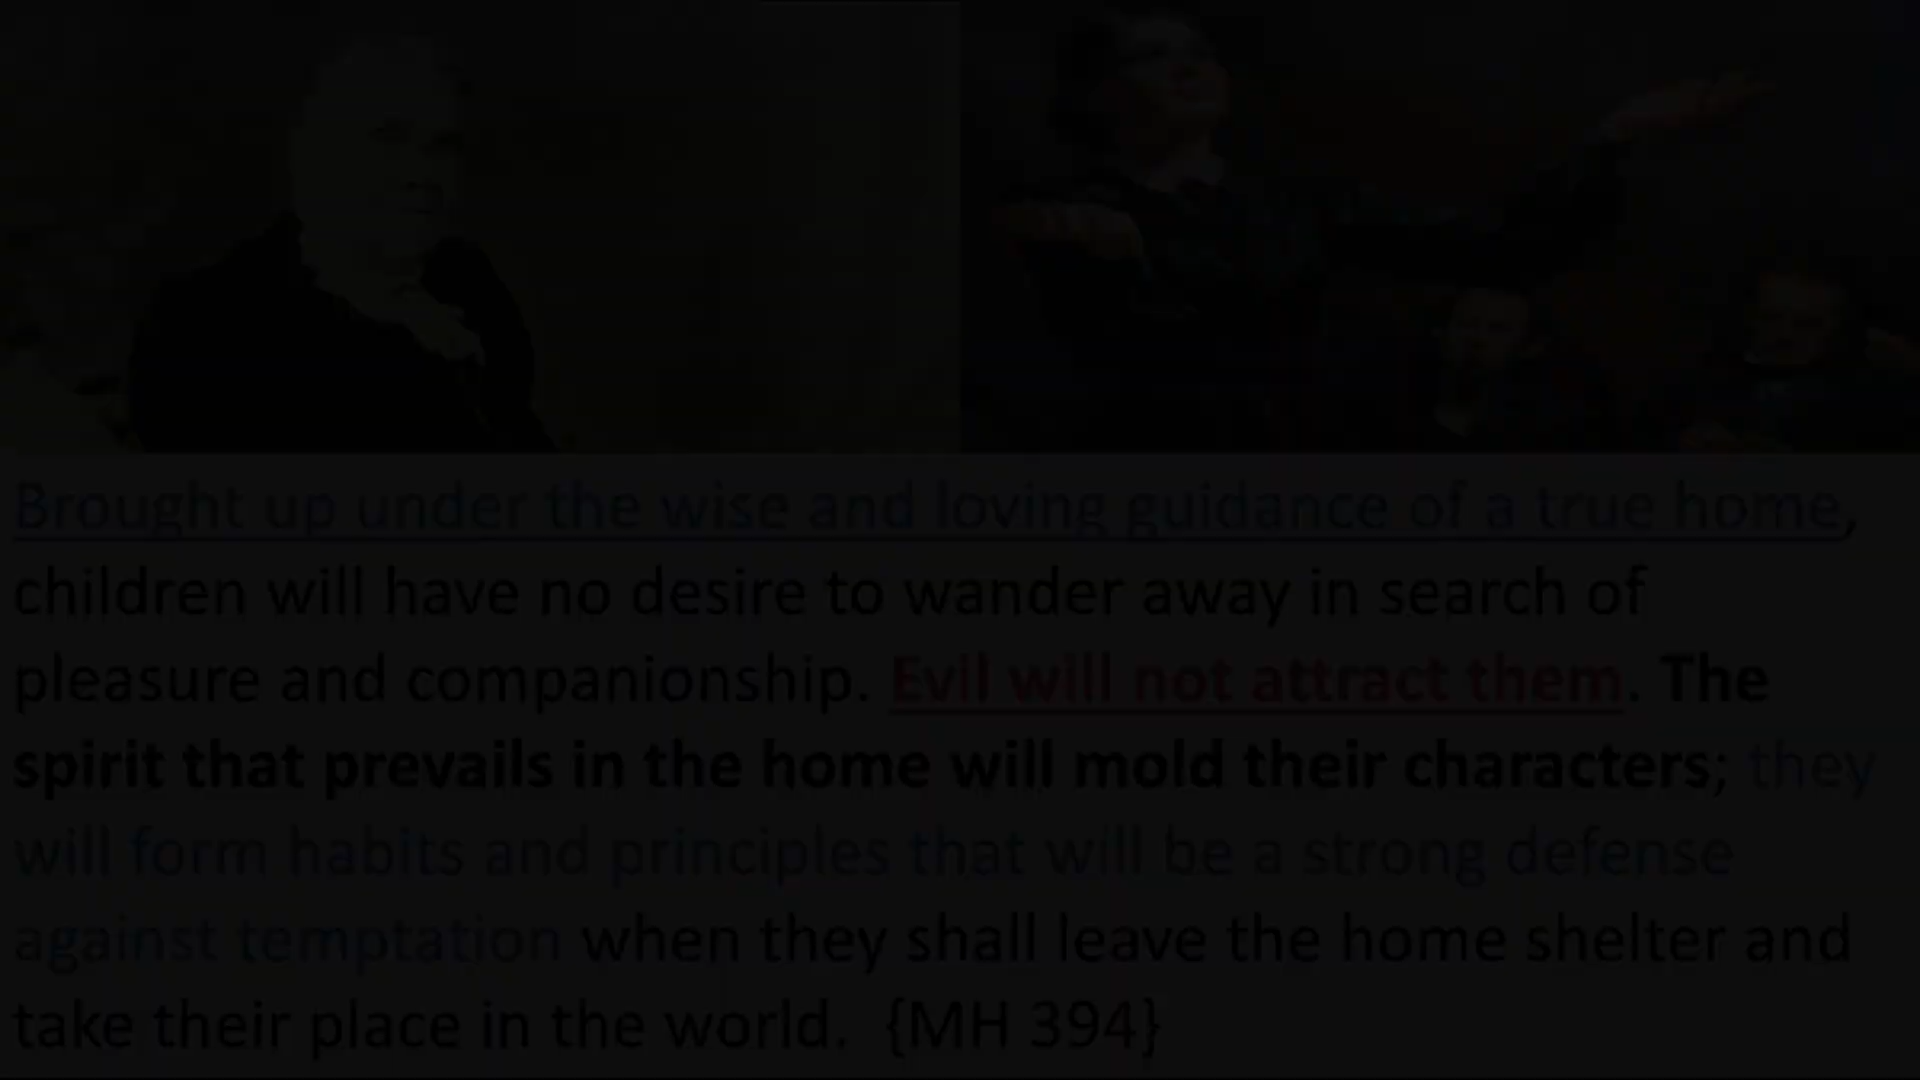 Brought up under the wise and loving guidance of a true home,
children will have no desire to wander away in search of
pleasure and companionship. Evil will not attract them. The
spirit that prevails in the home will mold their characters; they
will form habits and principles that will be a strong defense
against temptation when they shall leave the home shelter and
take their place in the world. {MH 394}